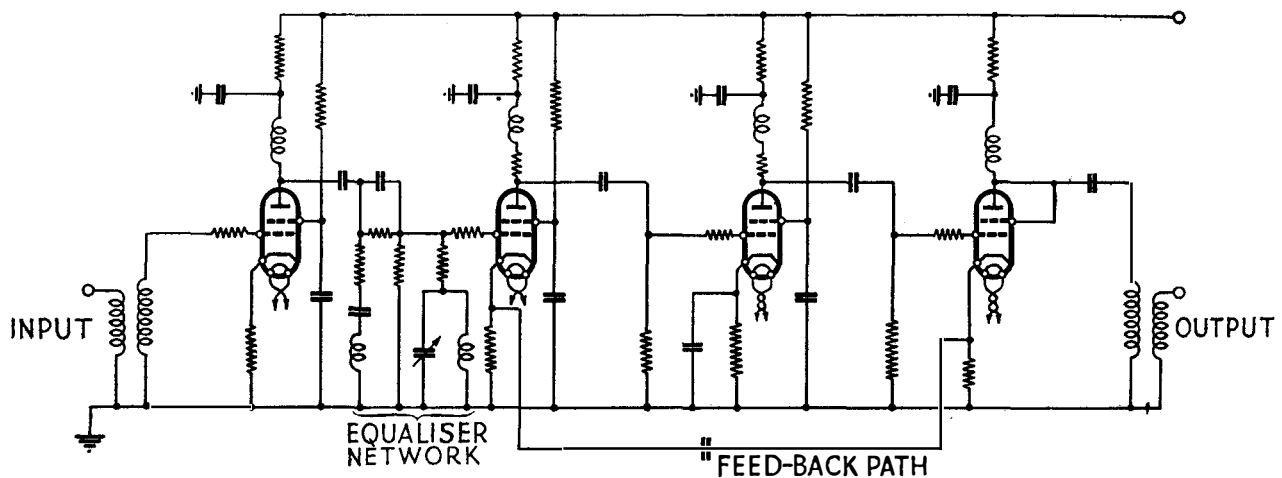 INPUT
OUTPUT
EQUALISER
NETWORK
FEED-BACK PATH